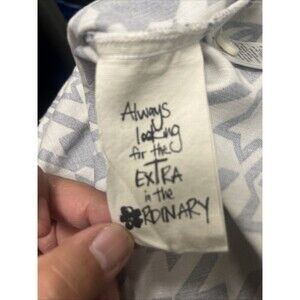 Always
looking
for the
EXTRA
in the
ORDINARY